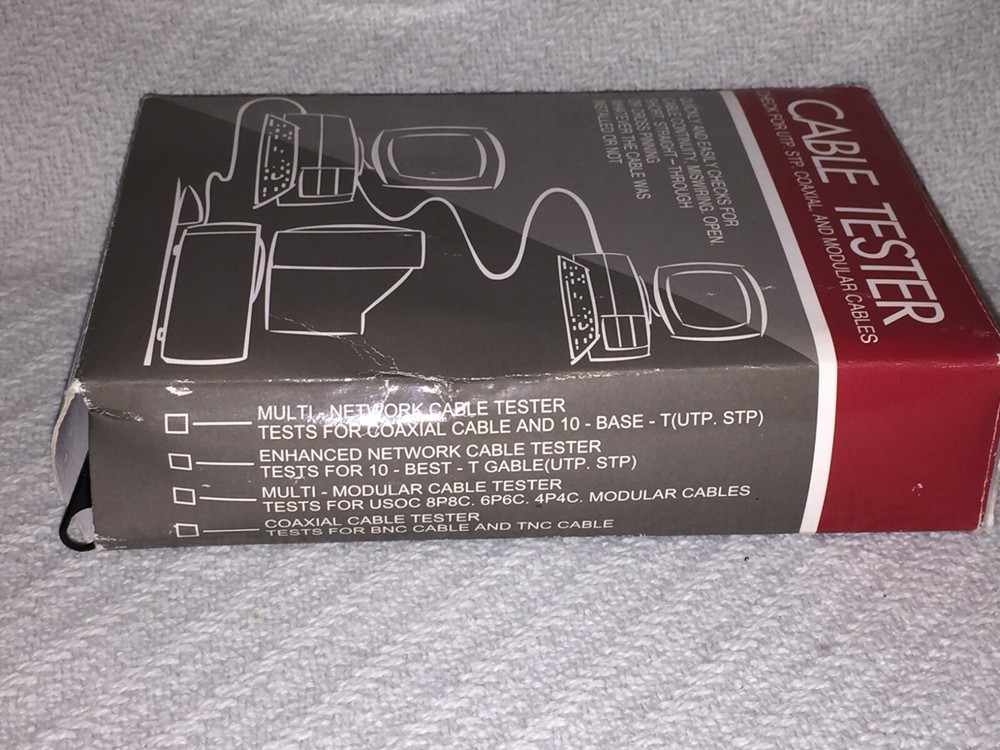 CABLE TESTER
CHECK FOR UTP, STP, COAXIAL, AND MODULAR CABLES
QUICKLY AND EASILY CHECKS FOR
CABLE CONTINUITY, MISWIRING. OPEN.
SHORT. STRAIGHT - THROUGH
OR CROSS PINNING
WHETEVER THE CABLE WAS
INSTALLED OR NOT
MULTI - NETWORK CABLE TESTER
TESTS FOR COAXIAL CABLE AND 10 - BASE - T(UTP. STP)
ENHANCED NETWORK CABLE TESTER
TESTS FOR 10 - BEST - T GABLE(UTP. STP)
MULTI - MODULAR CABLE TESTER
TESTS FOR USOC 8P8C. 6P6C. 4P4C. MODULAR CABLES
COAXIAL CABLE TESTER
TESTS FOR BNC CABLE AND TNC CABLE